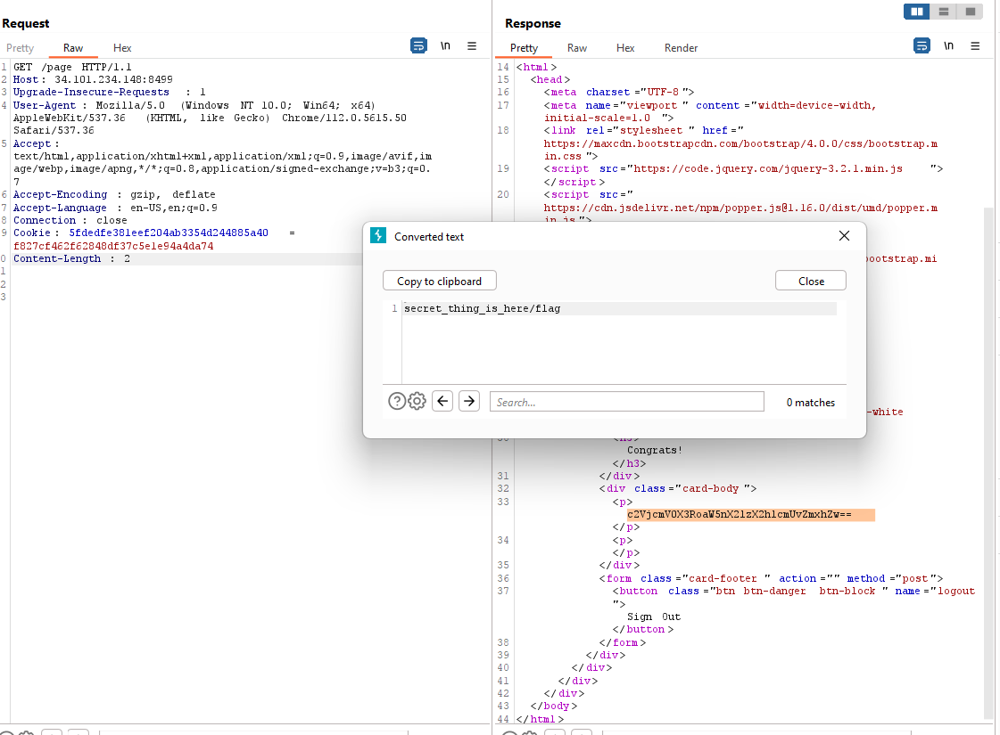 Request
Pretty Raw Hex
\n
1 GET /page HTTP/1.1
2 Host: 34.101.234.148:8499
3 Upgrade-Insecure-Requests : 1
4 User-Agent : Mozilla/5.0 (Windows NT 10.0; Win64; x64)
AppleWebKit/537.36 (KHTML, like Gecko) Chrome/112.0.5615.50
Safari/537.36
5 Accept :
text/html,application/xhtml+xml,application/xml;q=0.9,image/avif,im
age/webp,image/apng,*/*;q=0.8,application/signed-exchange;v=b3;q=0.
7
6 Accept-Encoding : gzip, deflate
7 Accept-Language : en-US,en;q=0.9
8 Connection : close
9 Cookie : 5fdedfe381eef204ab3354d244885a40 =
f827cf462f62848df37c5e1e94a4da74
0 Content-Length : 2
1
2
3
Response
Pretty Raw Hex Render
\n
14 <html>
15 <head>
16 <meta charset ="UTF-8 ">
17 <meta name ="viewport " content ="width=device-width,
initial-scale=1.0 ">
18 <link rel="stylesheet " href ="
https://maxcdn.bootstrapcdn.com/bootstrap/4.0.0/css/bootstrap.m
in.css ">
19 <script src="https://code.jquery.com/jquery-3.2.1.min.js ">
</script>
20 <script src="
https://cdn.jsdelivr.net/npm/popper.js@1.16.0/dist/umd/popper.m
in.js ">
ootstrap.mi
Converted text
Copy to clipboard Close
1 secret_thing_is_here/flag
? Search... 0 matches
-white
Congrats!
</h3>
31 </div>
32 <div class ="card-body ">
33 <p>
c2VjcmV0X3RoaW5nX2lzX2hlcmUvZmxhZw==
</p>
34 <p>
</p>
35 </div>
36 <form class ="card-footer " action ="" method ="post ">
37 <button class ="btn btn-danger btn-block " name ="logout
">
Sign Out
</button >
38 </form>
39 </div>
40 </div>
41 </div>
42 </div>
43 </body>
44 </html>